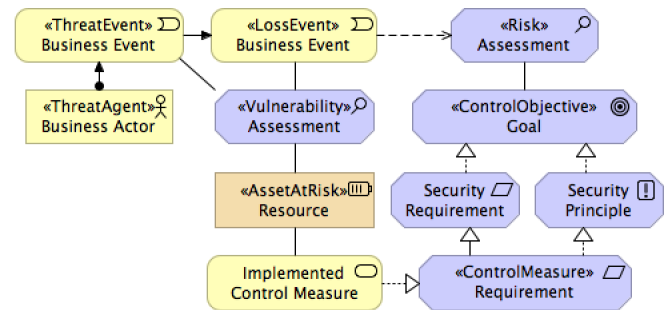 «ThreatEvent»
Business Event
«LossEvent»
Business Event
«Risk»
Assessment
«ThreatAgent»
Business Actor
«Vulnerability»
Assessment
«ControlObjective»
Goal
«AssetAtRisk»
Resource
Security
Requirement
Security
Principle
Implemented
Control Measure
«ControlMeasure»
Requirement